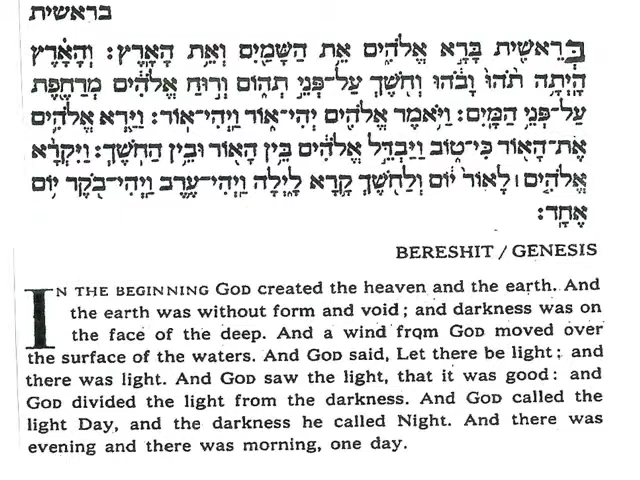 בראשית
בְּרֵאשִׁית בָּרָא אֱלֹהִים אֵת הַשָּׁמַיִם וְאֵת הָאָרֶץ׃ וְהָאָרֶץ
הָיְתָה תֹהוּ וָבֹהוּ וְחֹשֶׁךְ עַל־פְּנֵי תְהוֹם וְרוּחַ אֱלֹהִים מְרַחֶפֶת
עַל־פְּנֵי הַמָּיִם׃ וַיֹּאמֶר אֱלֹהִים יְהִי־אוֹר וַיְהִי־אוֹר׃ וַיַּרְא אֱלֹהִים
אֶת־הָאוֹר כִּי־טוֹב וַיַּבְדֵּל אֱלֹהִים בֵּין הָאוֹר וּבֵין הַחֹשֶׁךְ׃ וַיִּקְרָא
אֱלֹהִים ׀ לָאוֹר יוֹם וְלַחֹשֶׁךְ קָרָא לָיְלָה וַיְהִי־עֶרֶב וַיְהִי־בֹקֶר יוֹם
אֶחָד׃
BERESHIT / GENESIS
IN THE BEGINNING GOD created the heaven and the earth. And
the earth was without form and void; and darkness was on
the face of the deep. And a wind from GOD moved over
the surface of the waters. And GOD said, Let there be light; and
there was light. And GOD saw the light, that it was good: and
GOD divided the light from the darkness. And GOD called the
light Day, and the darkness he called Night. And there was
evening and there was morning, one day.